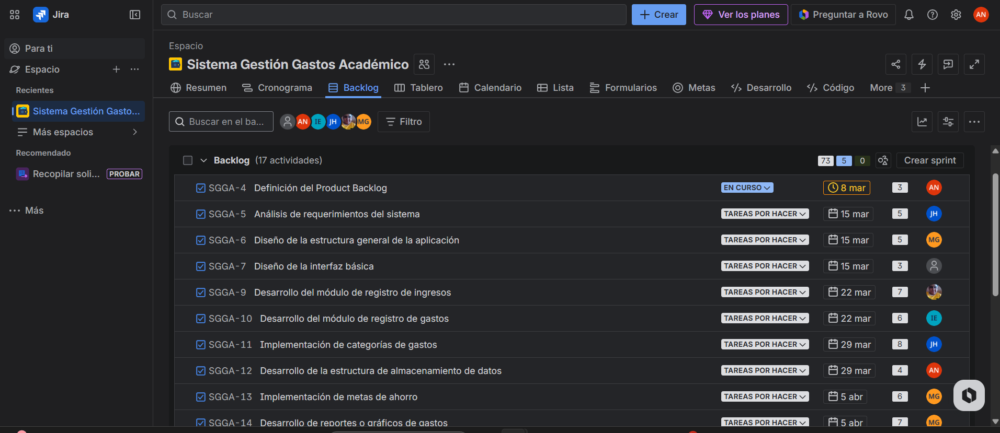 Jira
Buscar
Crear
Ver los planes
Preguntar a Rovo
AN
Para ti
Espacio
Recientes
Sistema Gestión Gasto...
Más espacios
Recomendado
Recopilar soli...
PROBAR
Más
Espacio
Sistema Gestión Gastos Académico
Resumen
Cronograma
Backlog
Tablero
Calendario
Lista
Formularios
Metas
Desarrollo
Código
More 3
Buscar en el ba...
AN
IE
JH
MG
Filtro
Backlog (17 actividades)
73 5 0
Crear sprint
SGGA-4 Definición del Product Backlog EN CURSO 8 mar 3 AN
SGGA-5 Análisis de requerimientos del sistema TAREAS POR HACER 15 mar 5 JH
SGGA-6 Diseño de la estructura general de la aplicación TAREAS POR HACER 15 mar 5 MG
SGGA-7 Diseño de la interfaz básica TAREAS POR HACER 15 mar 3
SGGA-9 Desarrollo del módulo de registro de ingresos TAREAS POR HACER 22 mar 7
SGGA-10 Desarrollo del módulo de registro de gastos TAREAS POR HACER 22 mar 6 IE
SGGA-11 Implementación de categorías de gastos TAREAS POR HACER 29 mar 8 JH
SGGA-12 Desarrollo de la estructura de almacenamiento de datos TAREAS POR HACER 29 mar 4 AN
SGGA-13 Implementación de metas de ahorro TAREAS POR HACER 5 abr 6 MG
SGGA-14 Desarrollo de reportes o gráficos de gastos TAREAS POR HACER 5 abr 7 MG